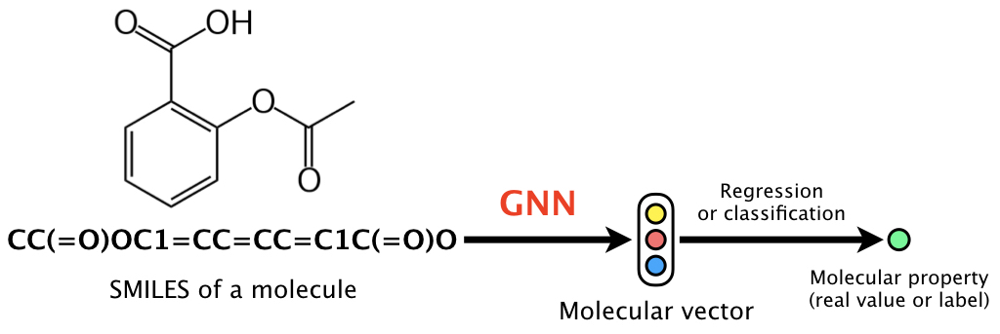 O
OH
O
O
GNN
Regression
or classification
CC(=O)OC1=CC=CC=C1C(=O)O
SMILES of a molecule
Molecular vector
Molecular property
(real value or label)